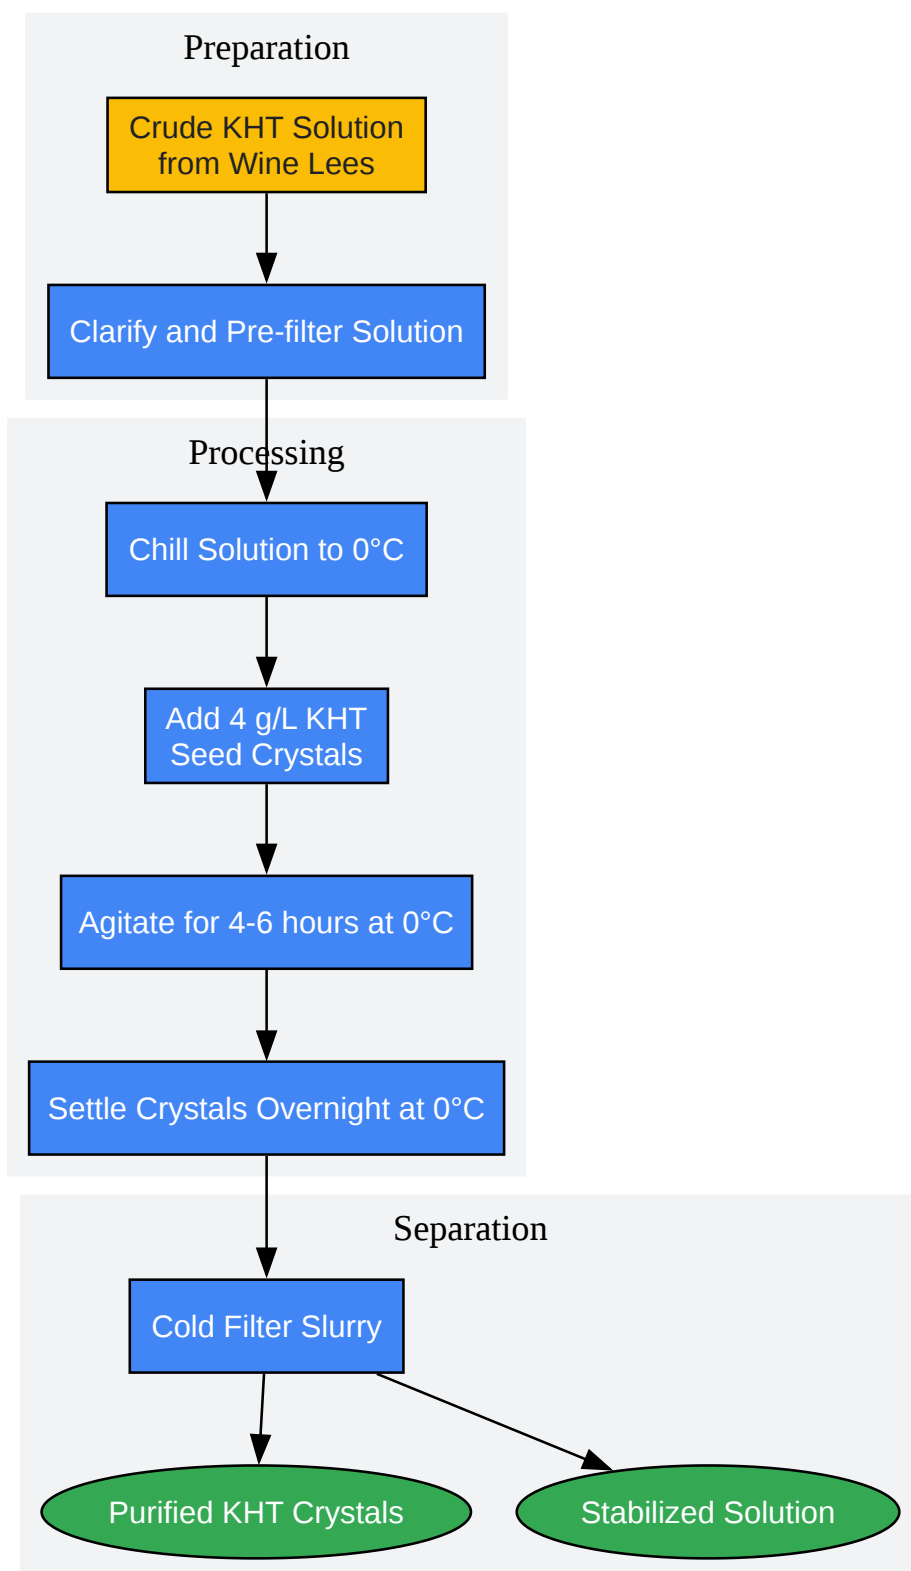 Preparation
Crude KHT Solution
from Wine Lees
Clarify and Pre-filter Solution
Processing
Chill Solution to 0°C
Add 4 g/L KHT
Seed Crystals
Agitate for 4-6 hours at 0°C
Settle Crystals Overnight at 0°C
Separation
Cold Filter Slurry
Purified KHT Crystals
Stabilized Solution